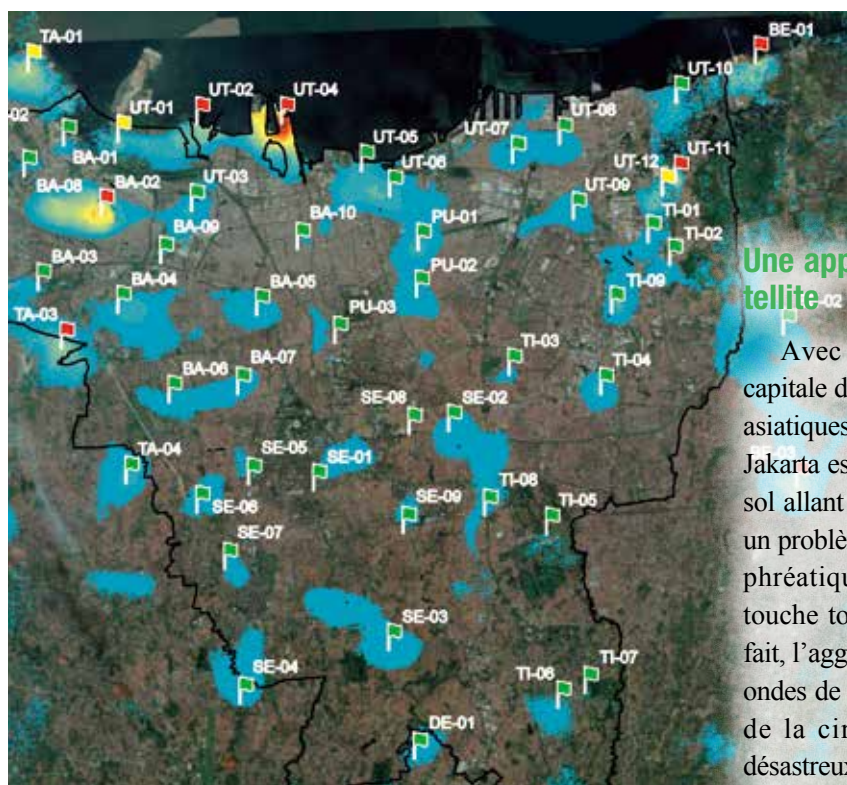 TA-01
BE-01
UT-10
UT-02
UT-04
UT-01
-02
BA-01
UT-08
UT-07
UT-05
UT-06
UT-11
UT-12
BA-08
BA-02
UT-03
UT-09
BA-09
BA-10
PU-01
TI-01
TI-02
BA-03
BA-04
BA-05
PU-02
TI-09
TA-03
PU-03
TI-03
TI-04
BA-06
BA-07
SE-08
SE-02
TA-04
SE-05
SE-01
SE-06
SE-09
TI-08
TI-05
SE-07
SE-03
SE-04
TI-06
TI-07
DE-01
Une app
tellite
-02
Avec
capitale d
asiatiques
BE-03
Jakarta es
sol allant
un problè
phréatiqu
touche to
fait, l’agg
ondes de
de la cir
désastreux